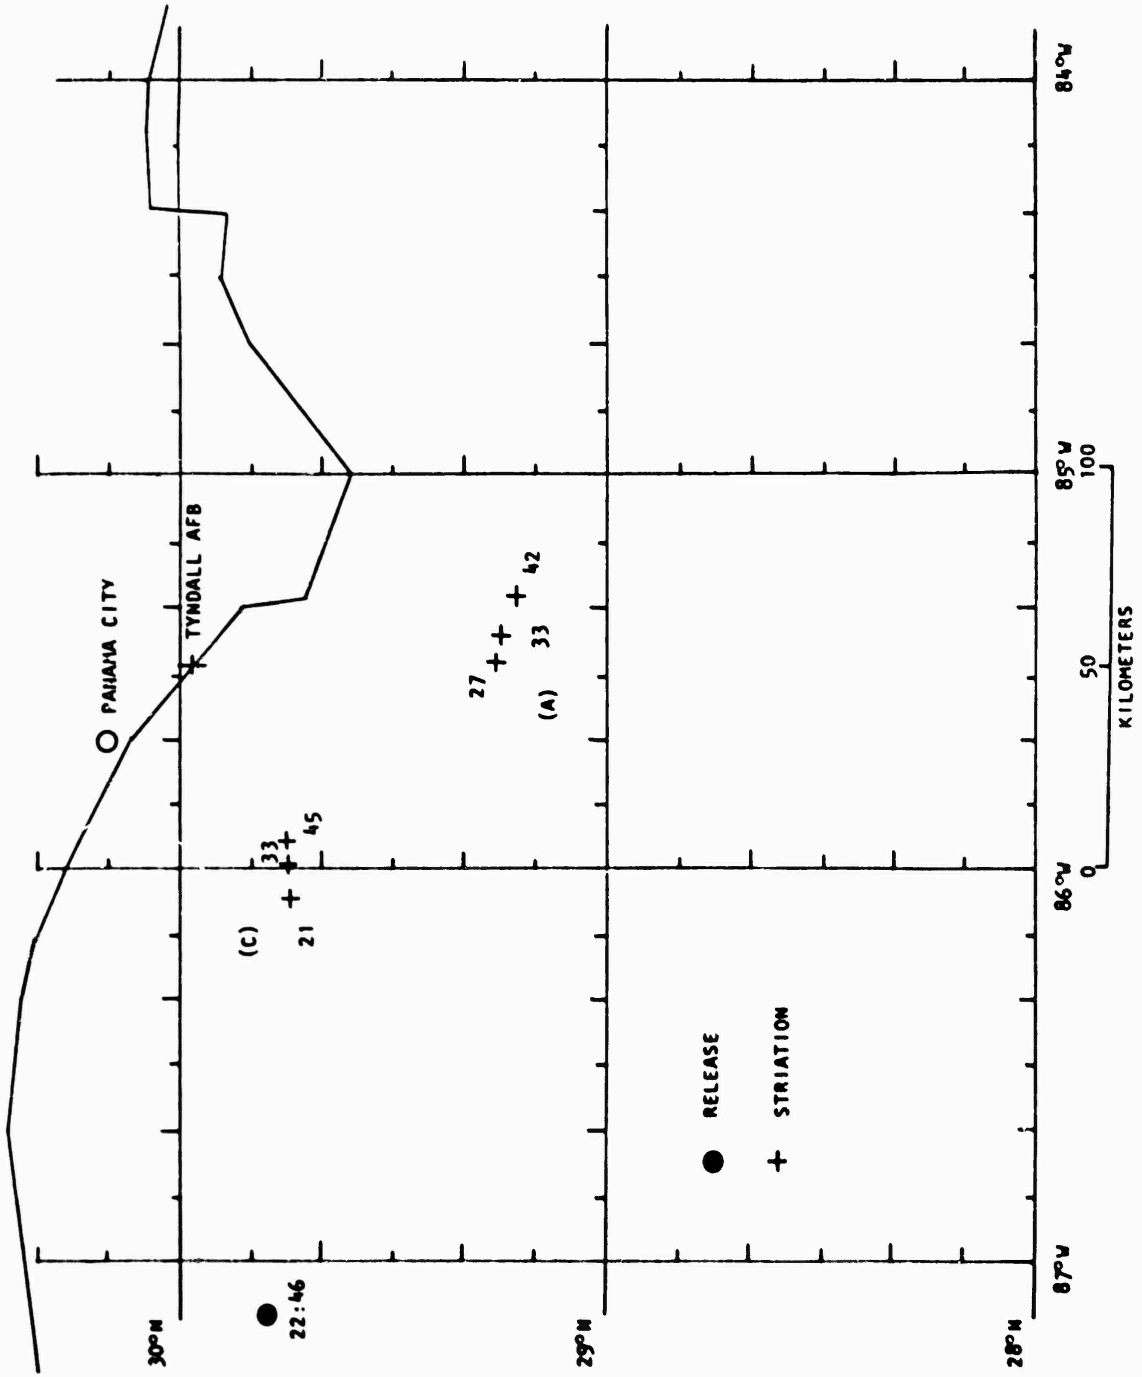 PANAMA CITY
TYNDALL AFB
30°N
29°N
28°N
87°W
86°W
85°W
84°W
22:46
(C)
21
33
45
(A)
27
33
42
RELEASE
STRIATION
0
50
100
KILOMETERS